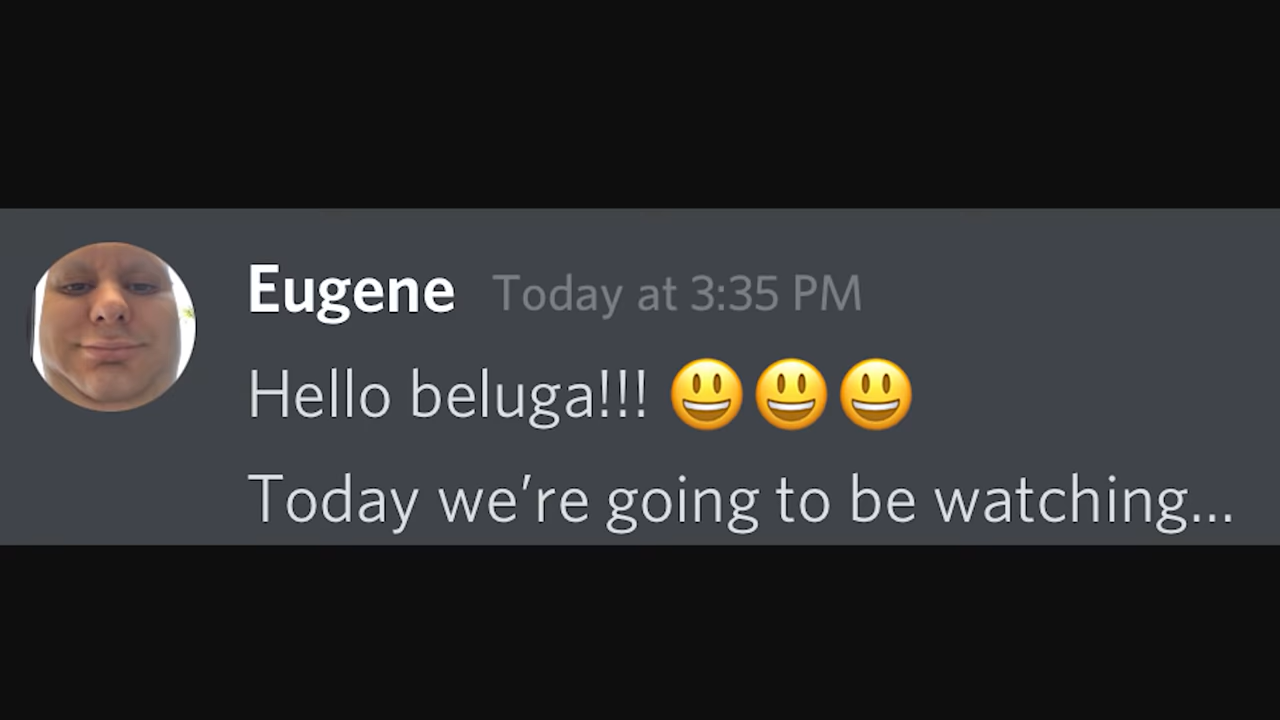 Eugene Today at 3:35 PM
Hello beluga!!! 😃😃😃
Today we’re going to be watching...